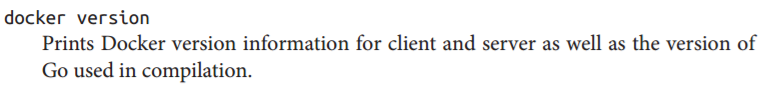 docker version
Prints Docker version information for client and server as well as the version of
Go used in compilation.